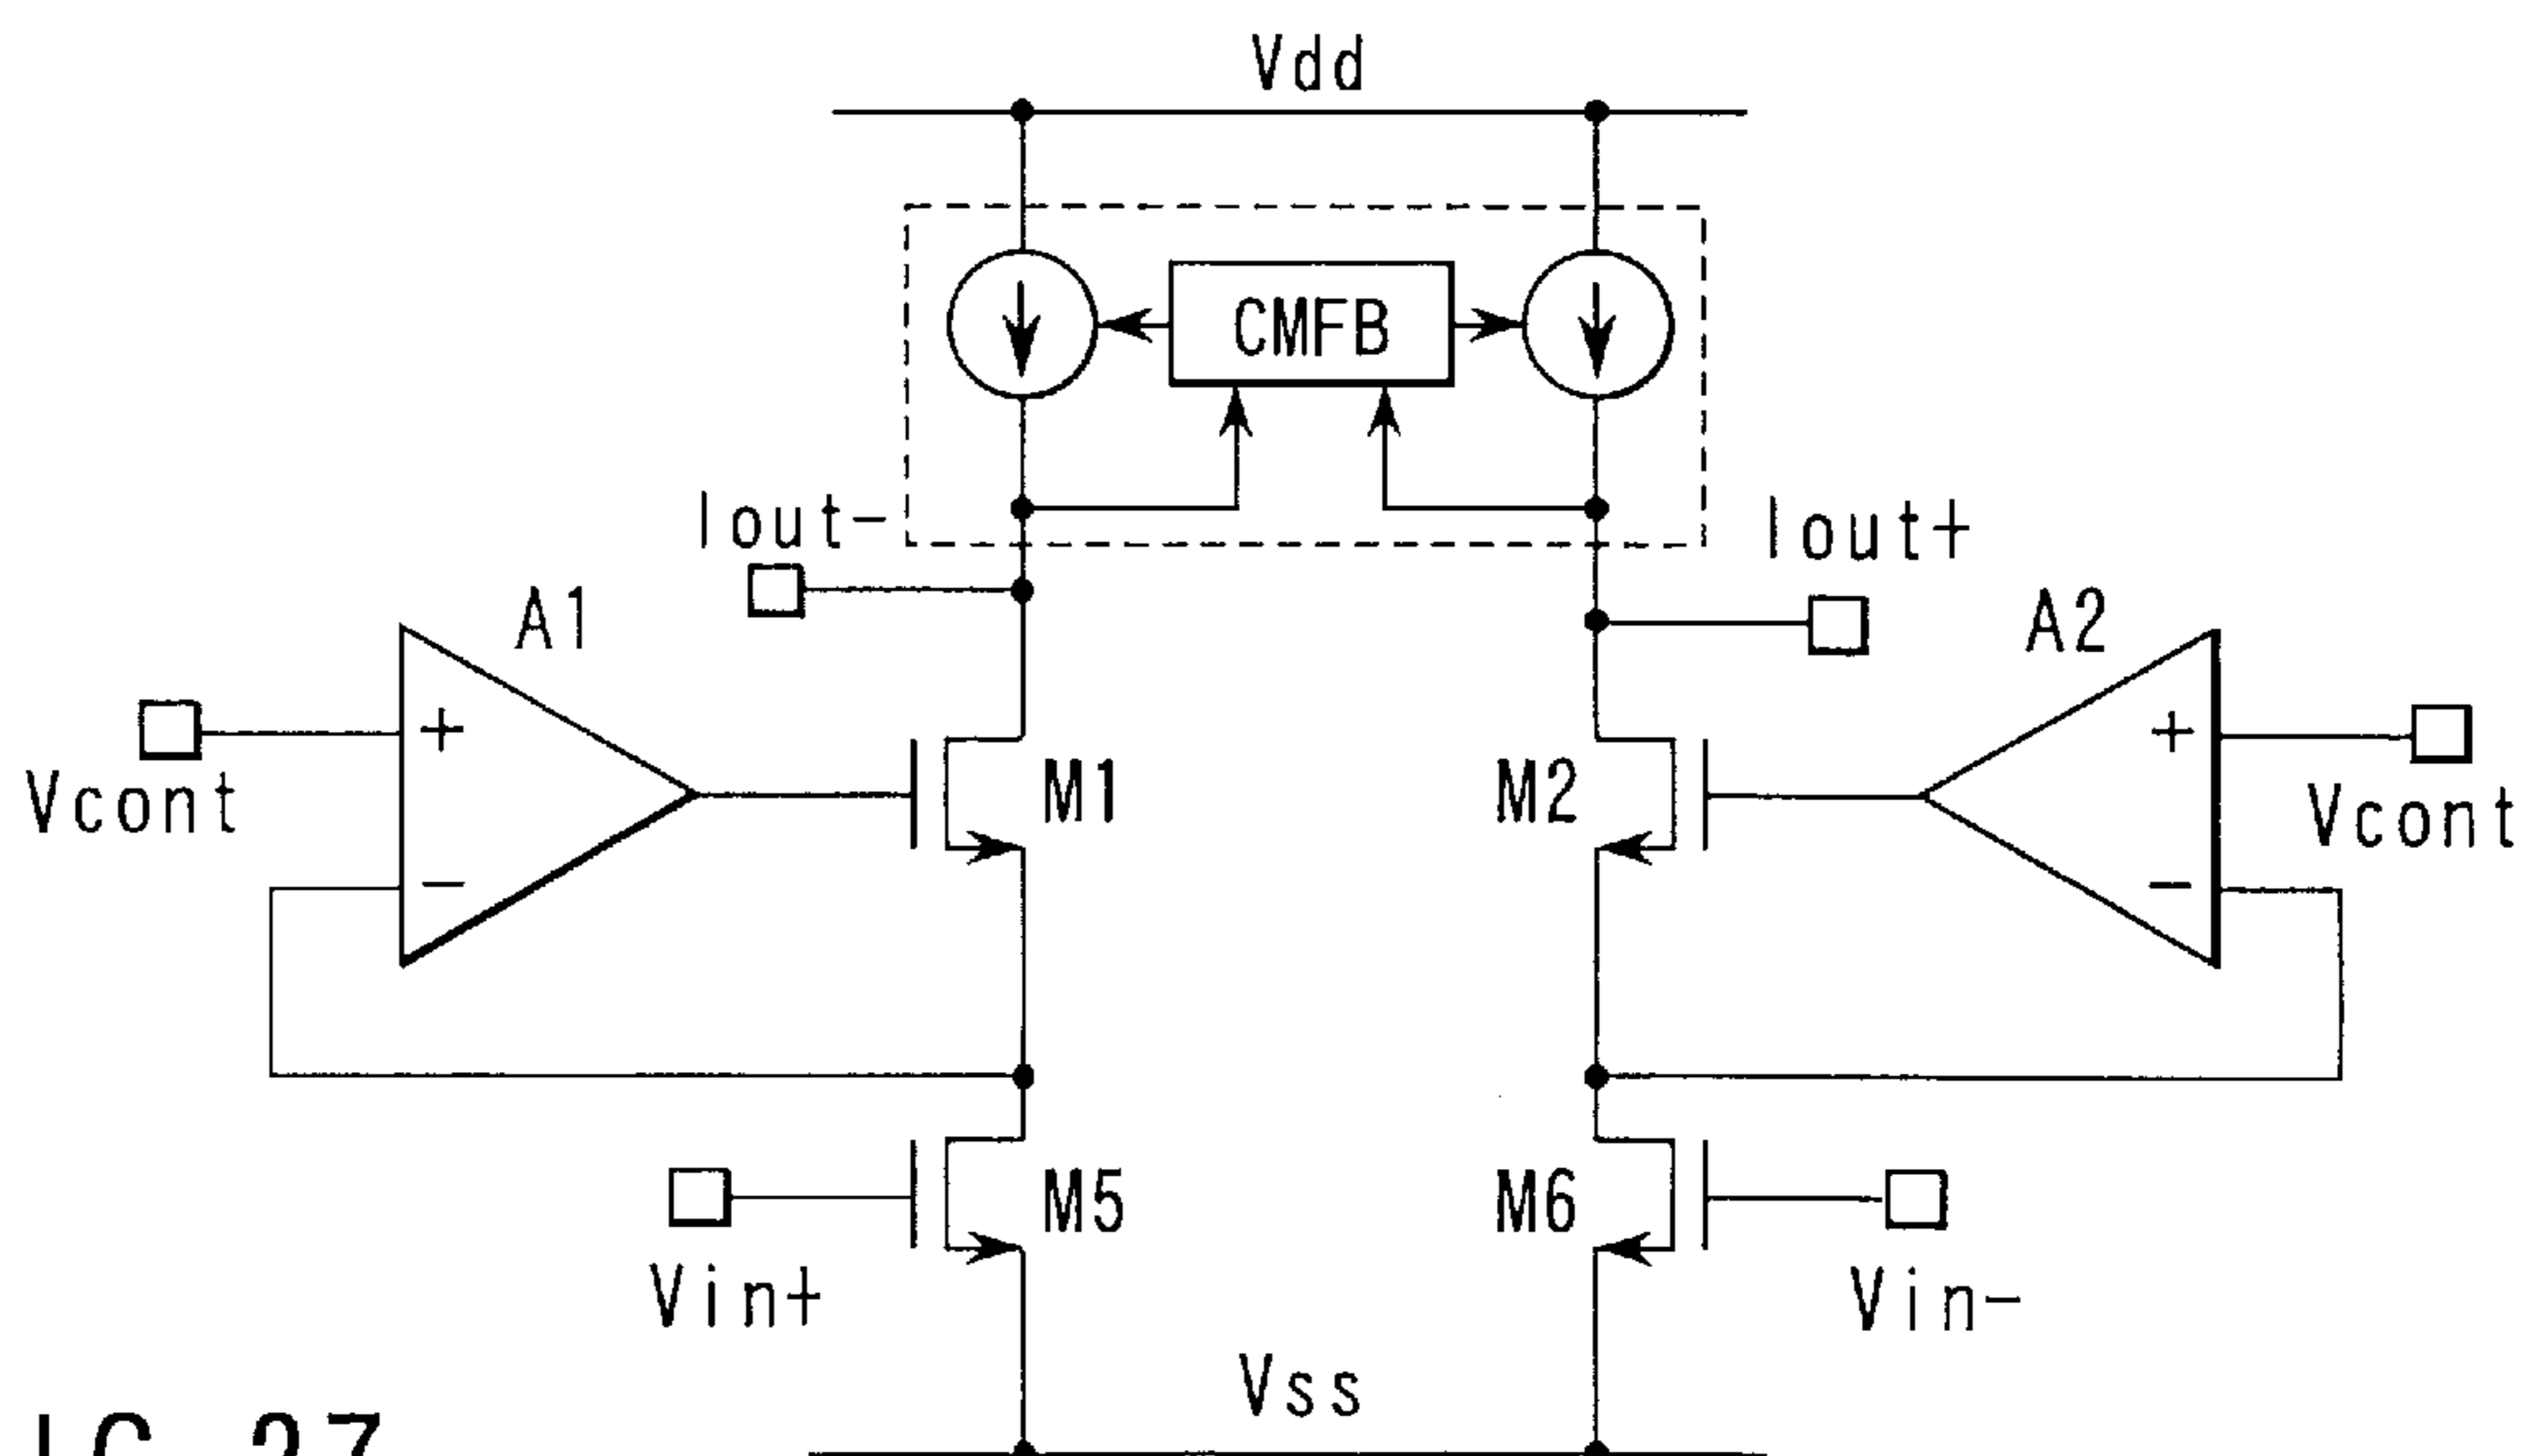 Vdd
CMFB
Iout-
Iout+
A1
A2
+
+
Vcont
M1
M2
Vcont
-
-
M5
M6
Vin+
Vin-
Vss